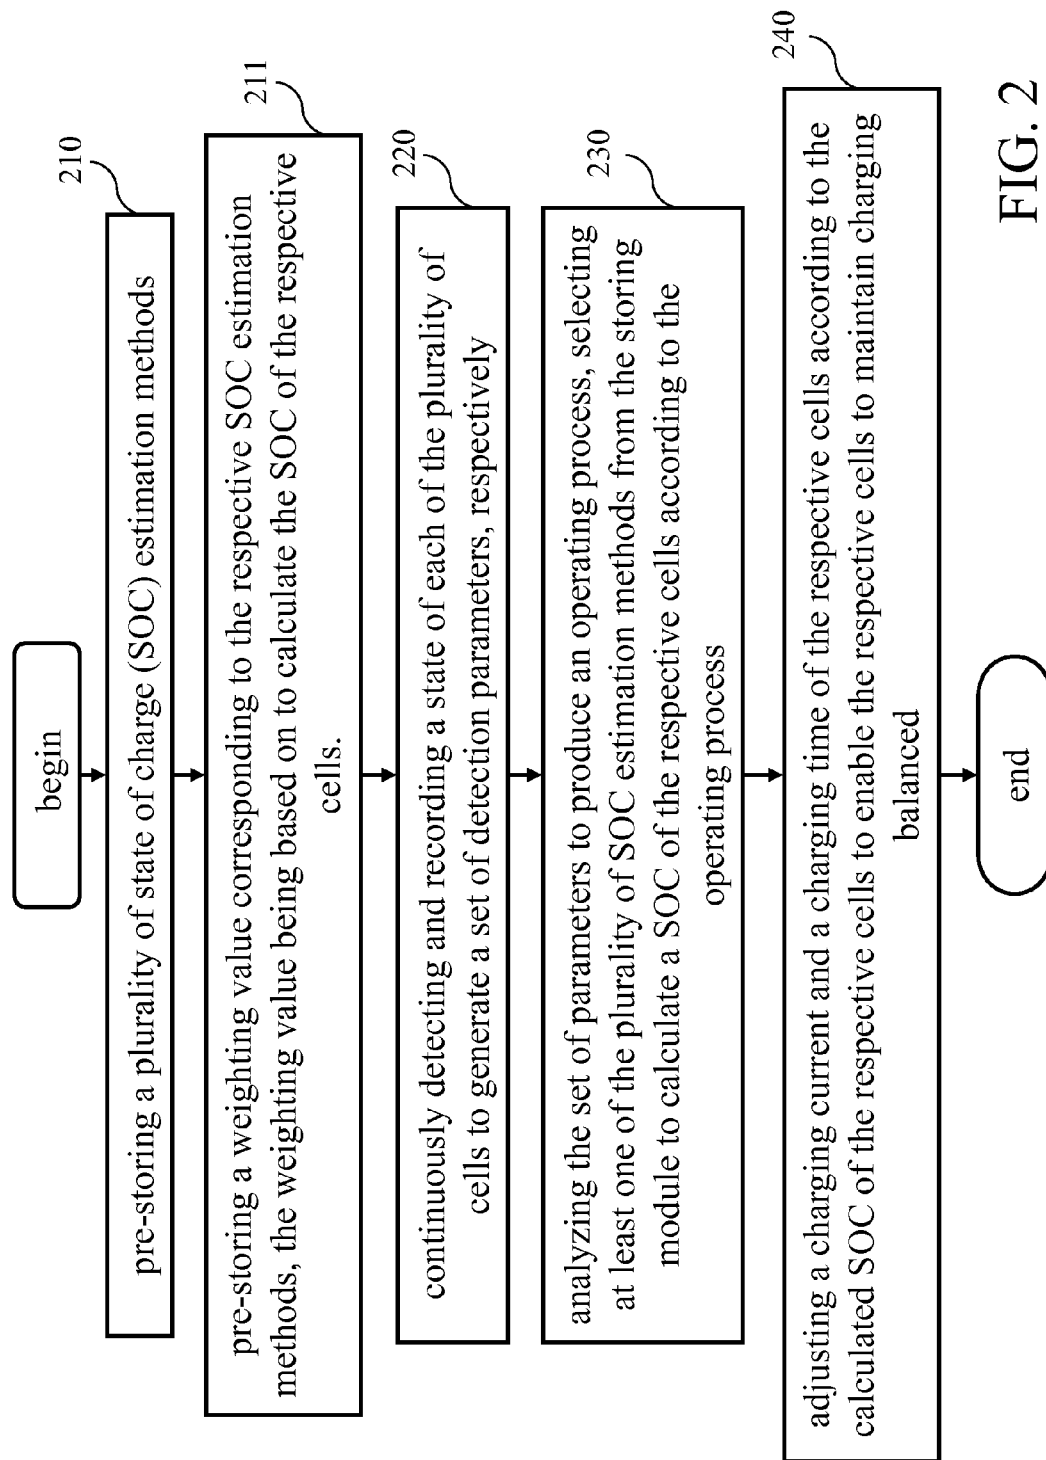 begin
210
pre-storing a plurality of state of charge (SOC) estimation methods
211
pre-storing a weighting value corresponding to the respective SOC estimation
methods, the weighting value being based on to calculate the SOC of the respective
cells.
220
continuously detecting and recording a state of each of the plurality of
cells to generate a set of detection parameters, respectively
230
analyzing the set of parameters to produce an operating process, selecting
at least one of the plurality of SOC estimation methods from the storing
module to calculate a SOC of the respective cells according to the
operating process
240
adjusting a charging current and a charging time of the respective cells according to the
calculated SOC of the respective cells to enable the respective cells to maintain charging
balanced
end
FIG. 2